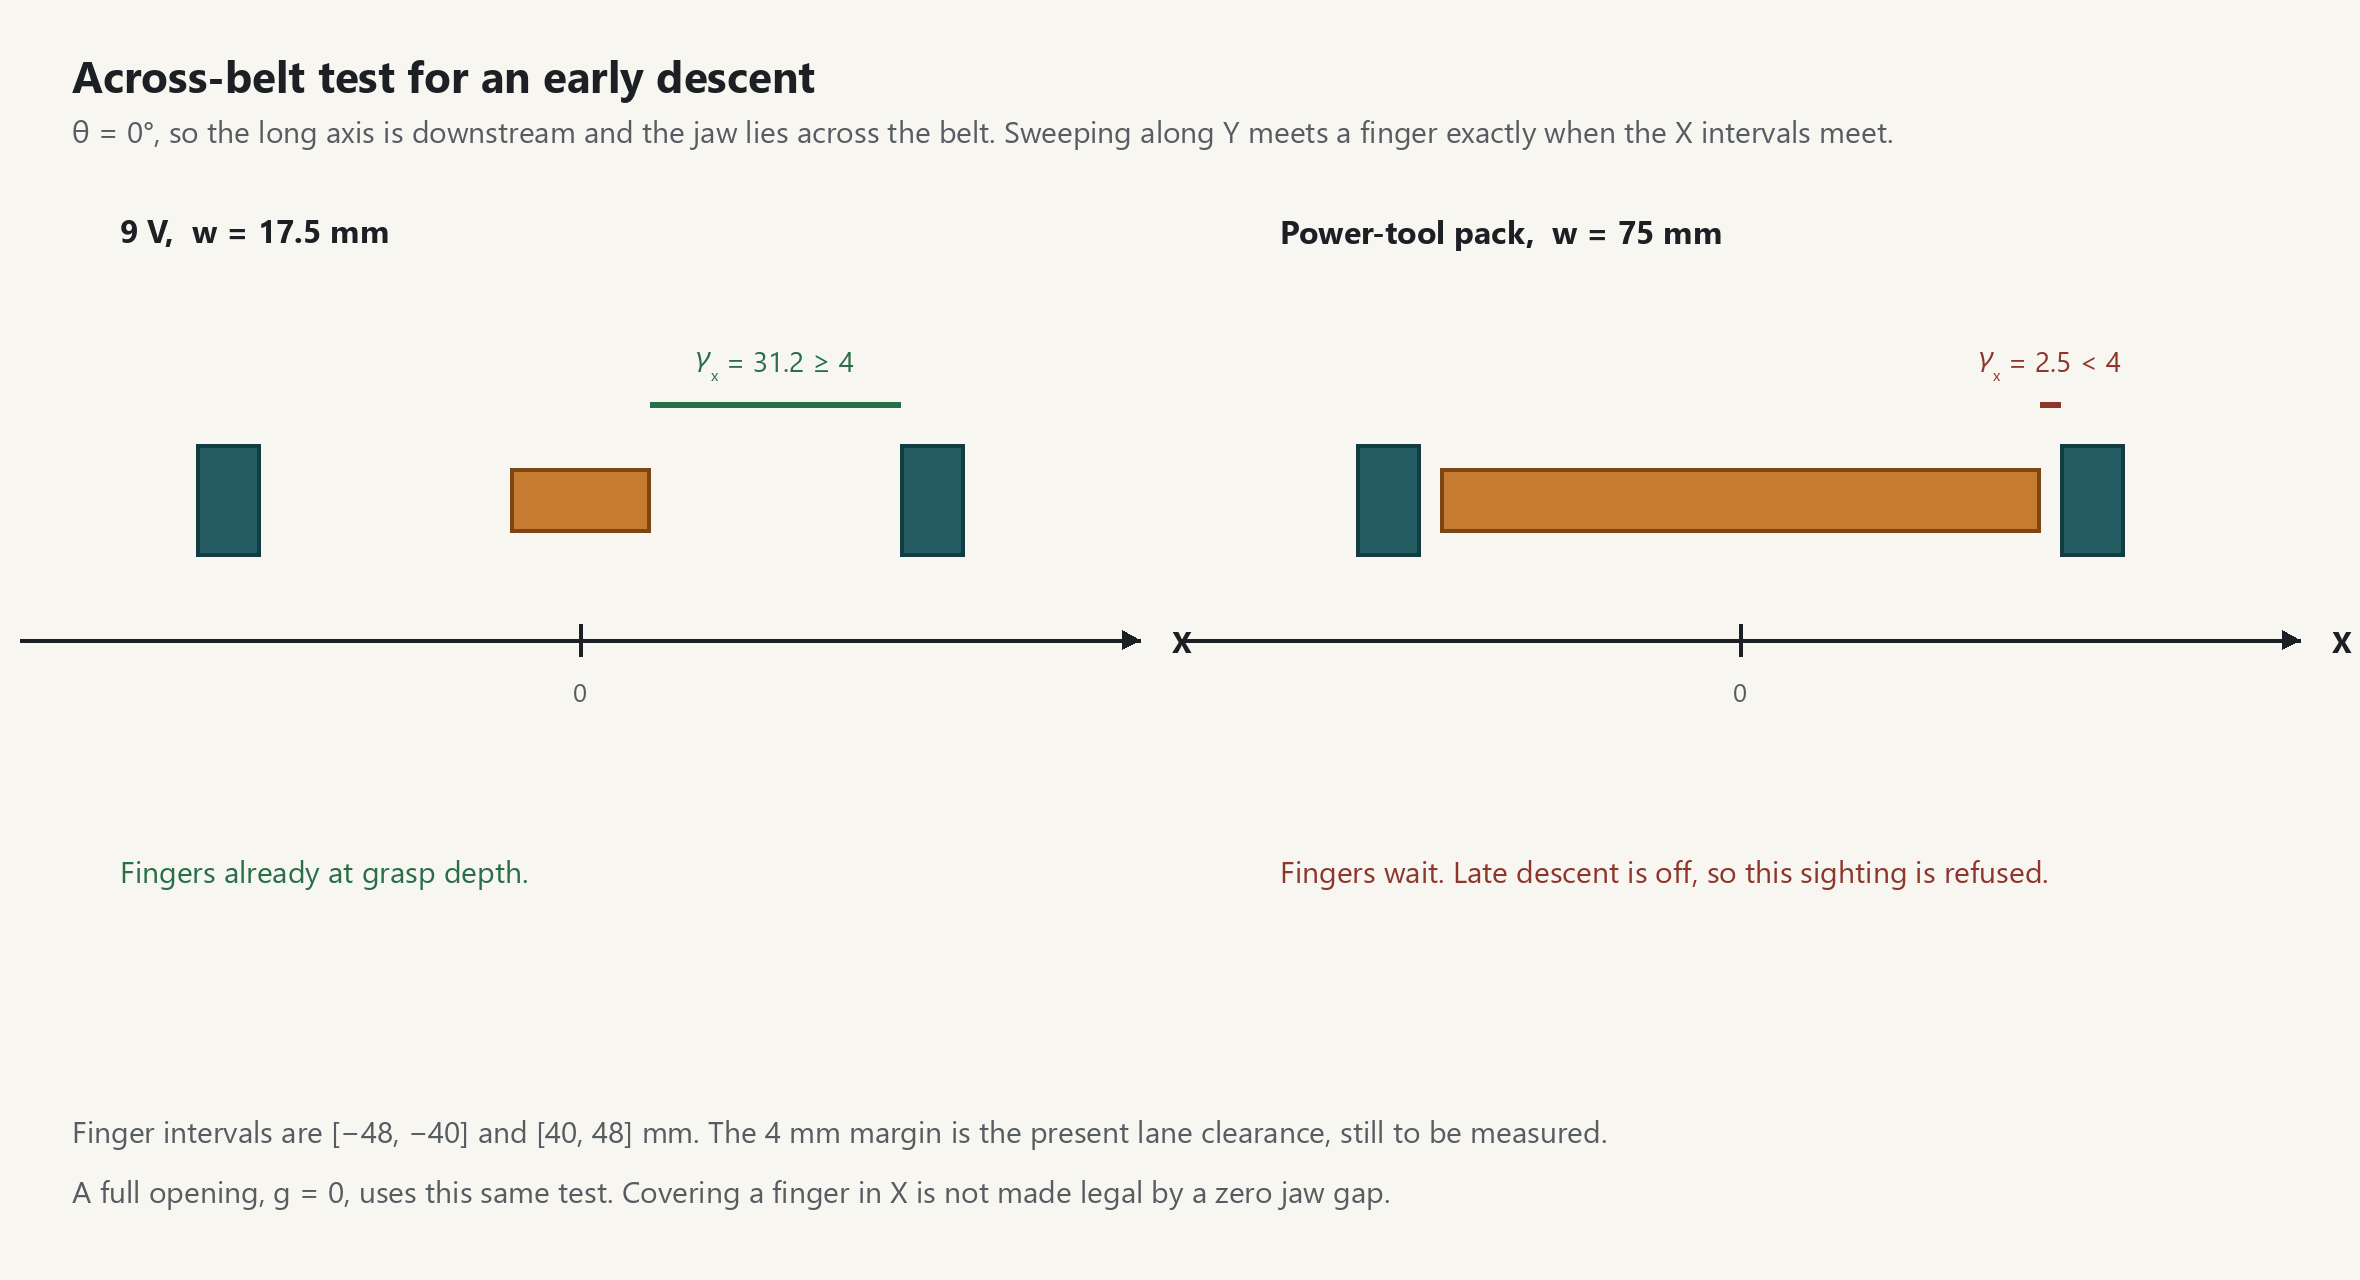 Across-belt test for an early descent
θ = 0°, so the long axis is downstream and the jaw lies across the belt. Sweeping along Y meets a finger exactly when the X intervals meet.
9 V, w = 17.5 mm
Power-tool pack, w = 75 mm
γx = 31.2 ≥ 4
γx = 2.5 < 4
X
X
0
0
Fingers already at grasp depth.
Fingers wait. Late descent is off, so this sighting is refused.
Finger intervals are [−48, −40] and [40, 48] mm. The 4 mm margin is the present lane clearance, still to be measured.
A full opening, g = 0, uses this same test. Covering a finger in X is not made legal by a zero jaw gap.